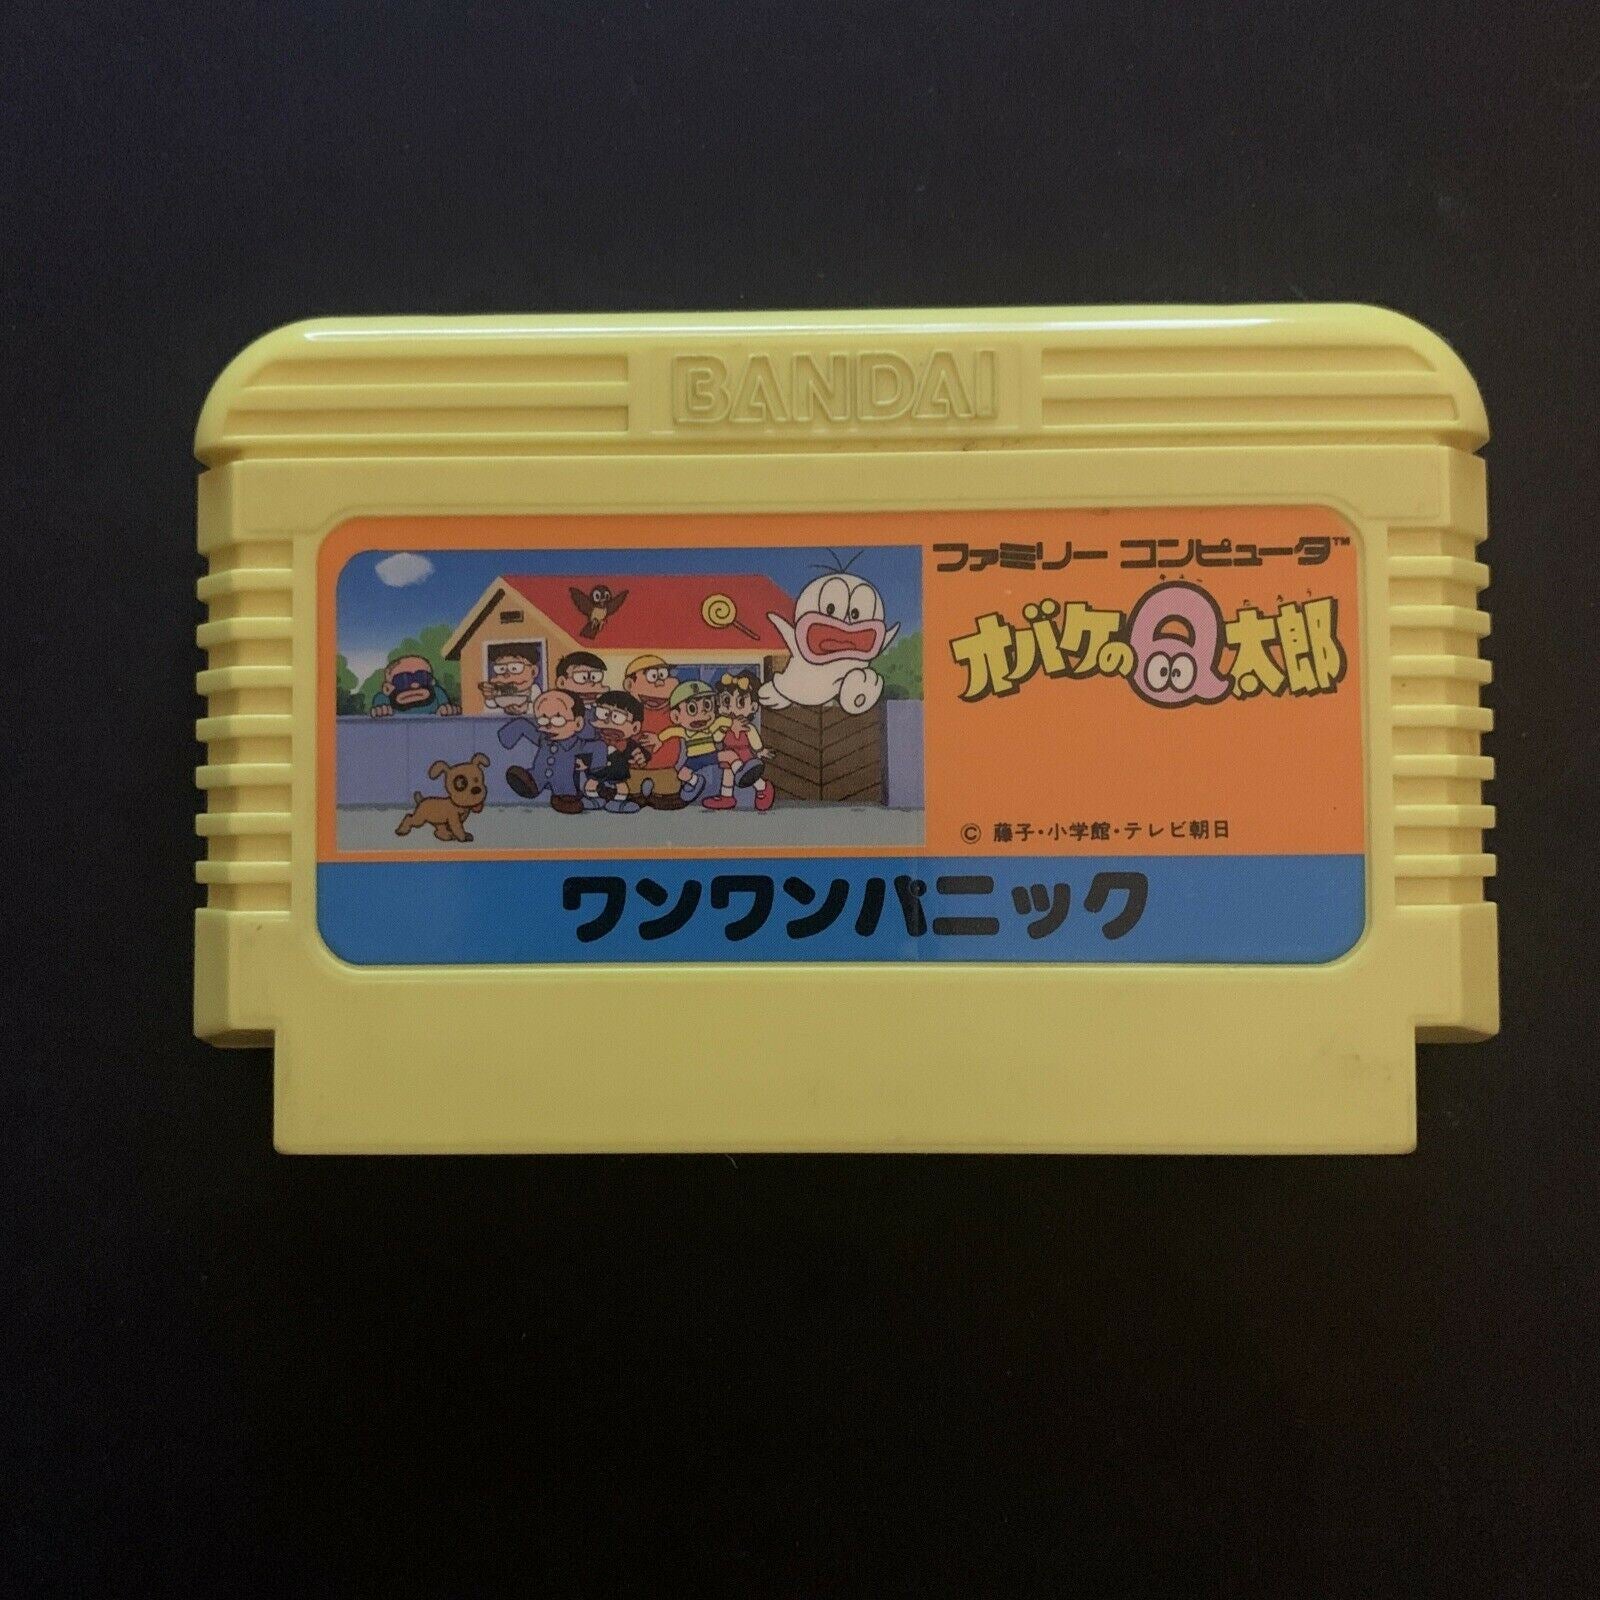 BANDAI
ファミリー コンピュータ™
オバケのQ太郎
きゅー たろう
© 藤子・小学館・テレビ朝日
ワンワンパニック